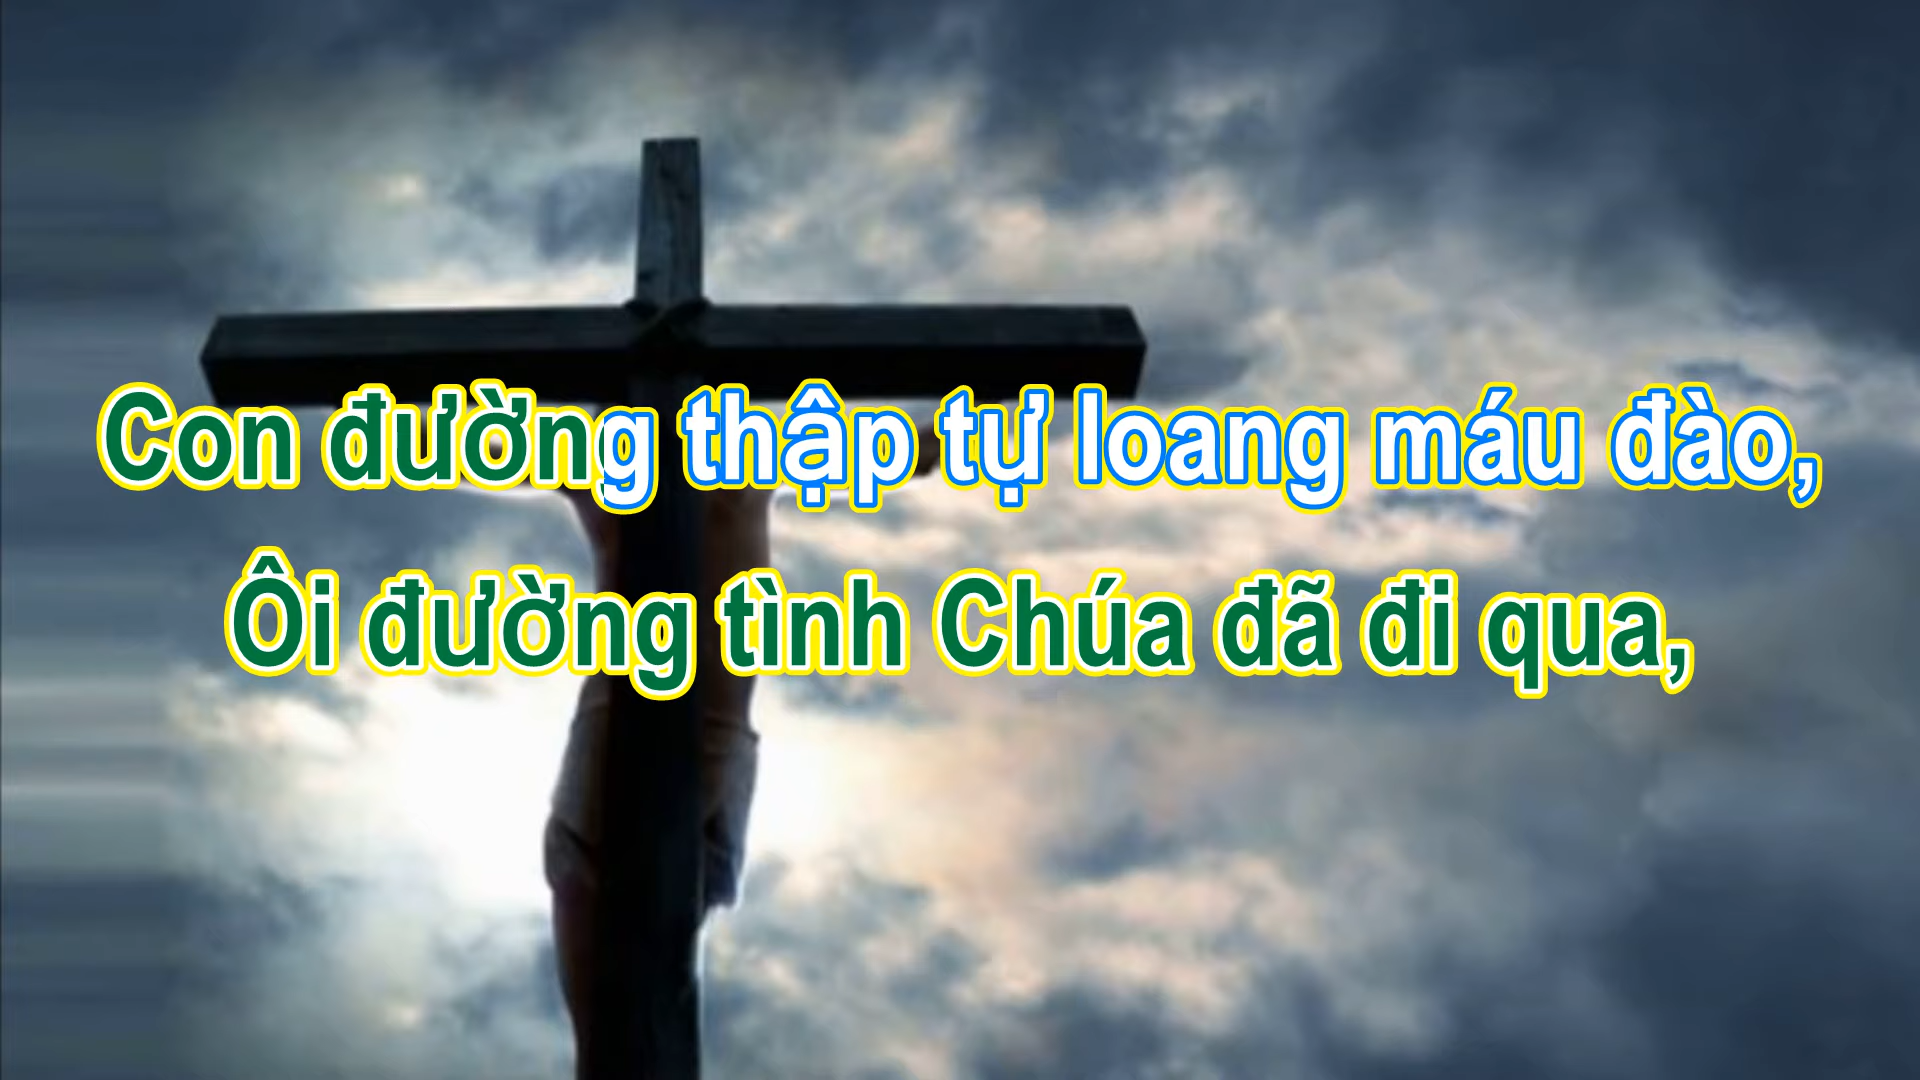 Con đường thập tự loang máu đào,
Ôi đường tình Chúa đã đi qua,